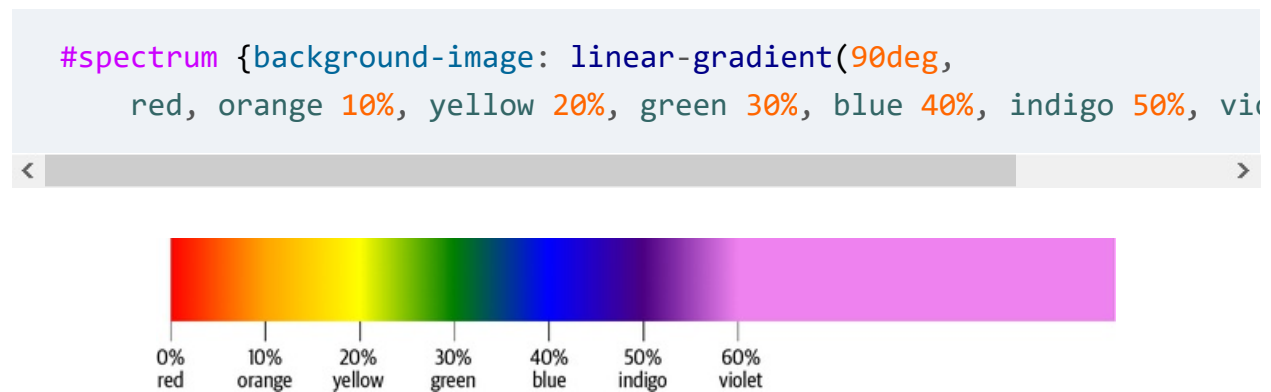 #spectrum {background-image: linear-gradient(90deg,
red, orange 10%, yellow 20%, green 30%, blue 40%, indigo 50%,
0% 10% 20% 30% 40% 50% 60%
red orange yellow green blue indigo violet